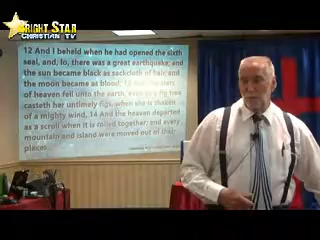 BRIGHT STAR
CHRISTIAN TV
12 And I beheld when he had opened the sixth
seal, and, lo, there was a great earthquake; and
the sun became black as sackcloth of hair, and
the moon became as blood; 13 And the stars
of heaven fell unto the earth, even as a fig tree
casteth her untimely figs, when she is shaken
of a mighty wind. 14 And the heaven departed
as a scroll when it is rolled together; and every
mountain and island were moved out of their
places.